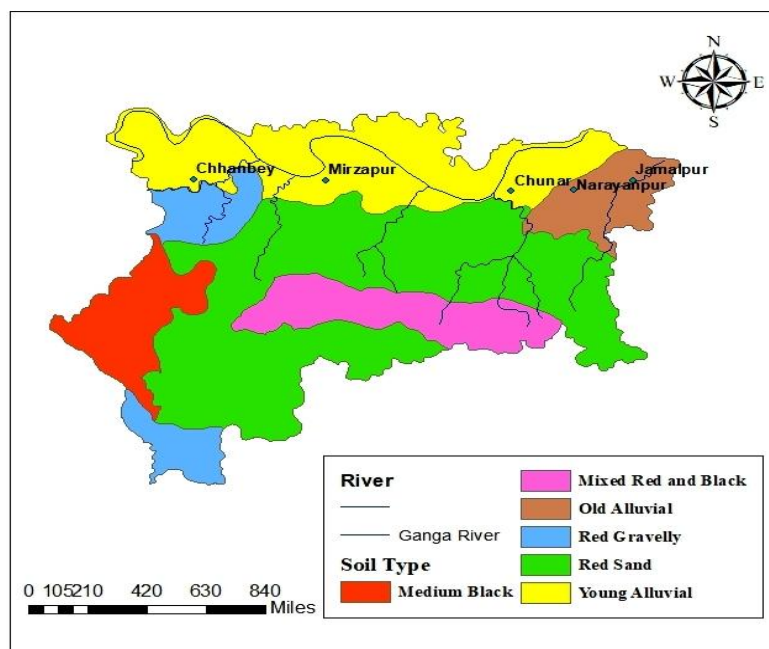 N
W E
S
Chhanbey
Mirzapur
Chunar
Narayanpur
Jamalpur
River
Ganga River
Soil Type
Medium Black
Mixed Red and Black
Old Alluvial
Red Gravelly
Red Sand
Young Alluvial
0 105210 420 630 840
Miles